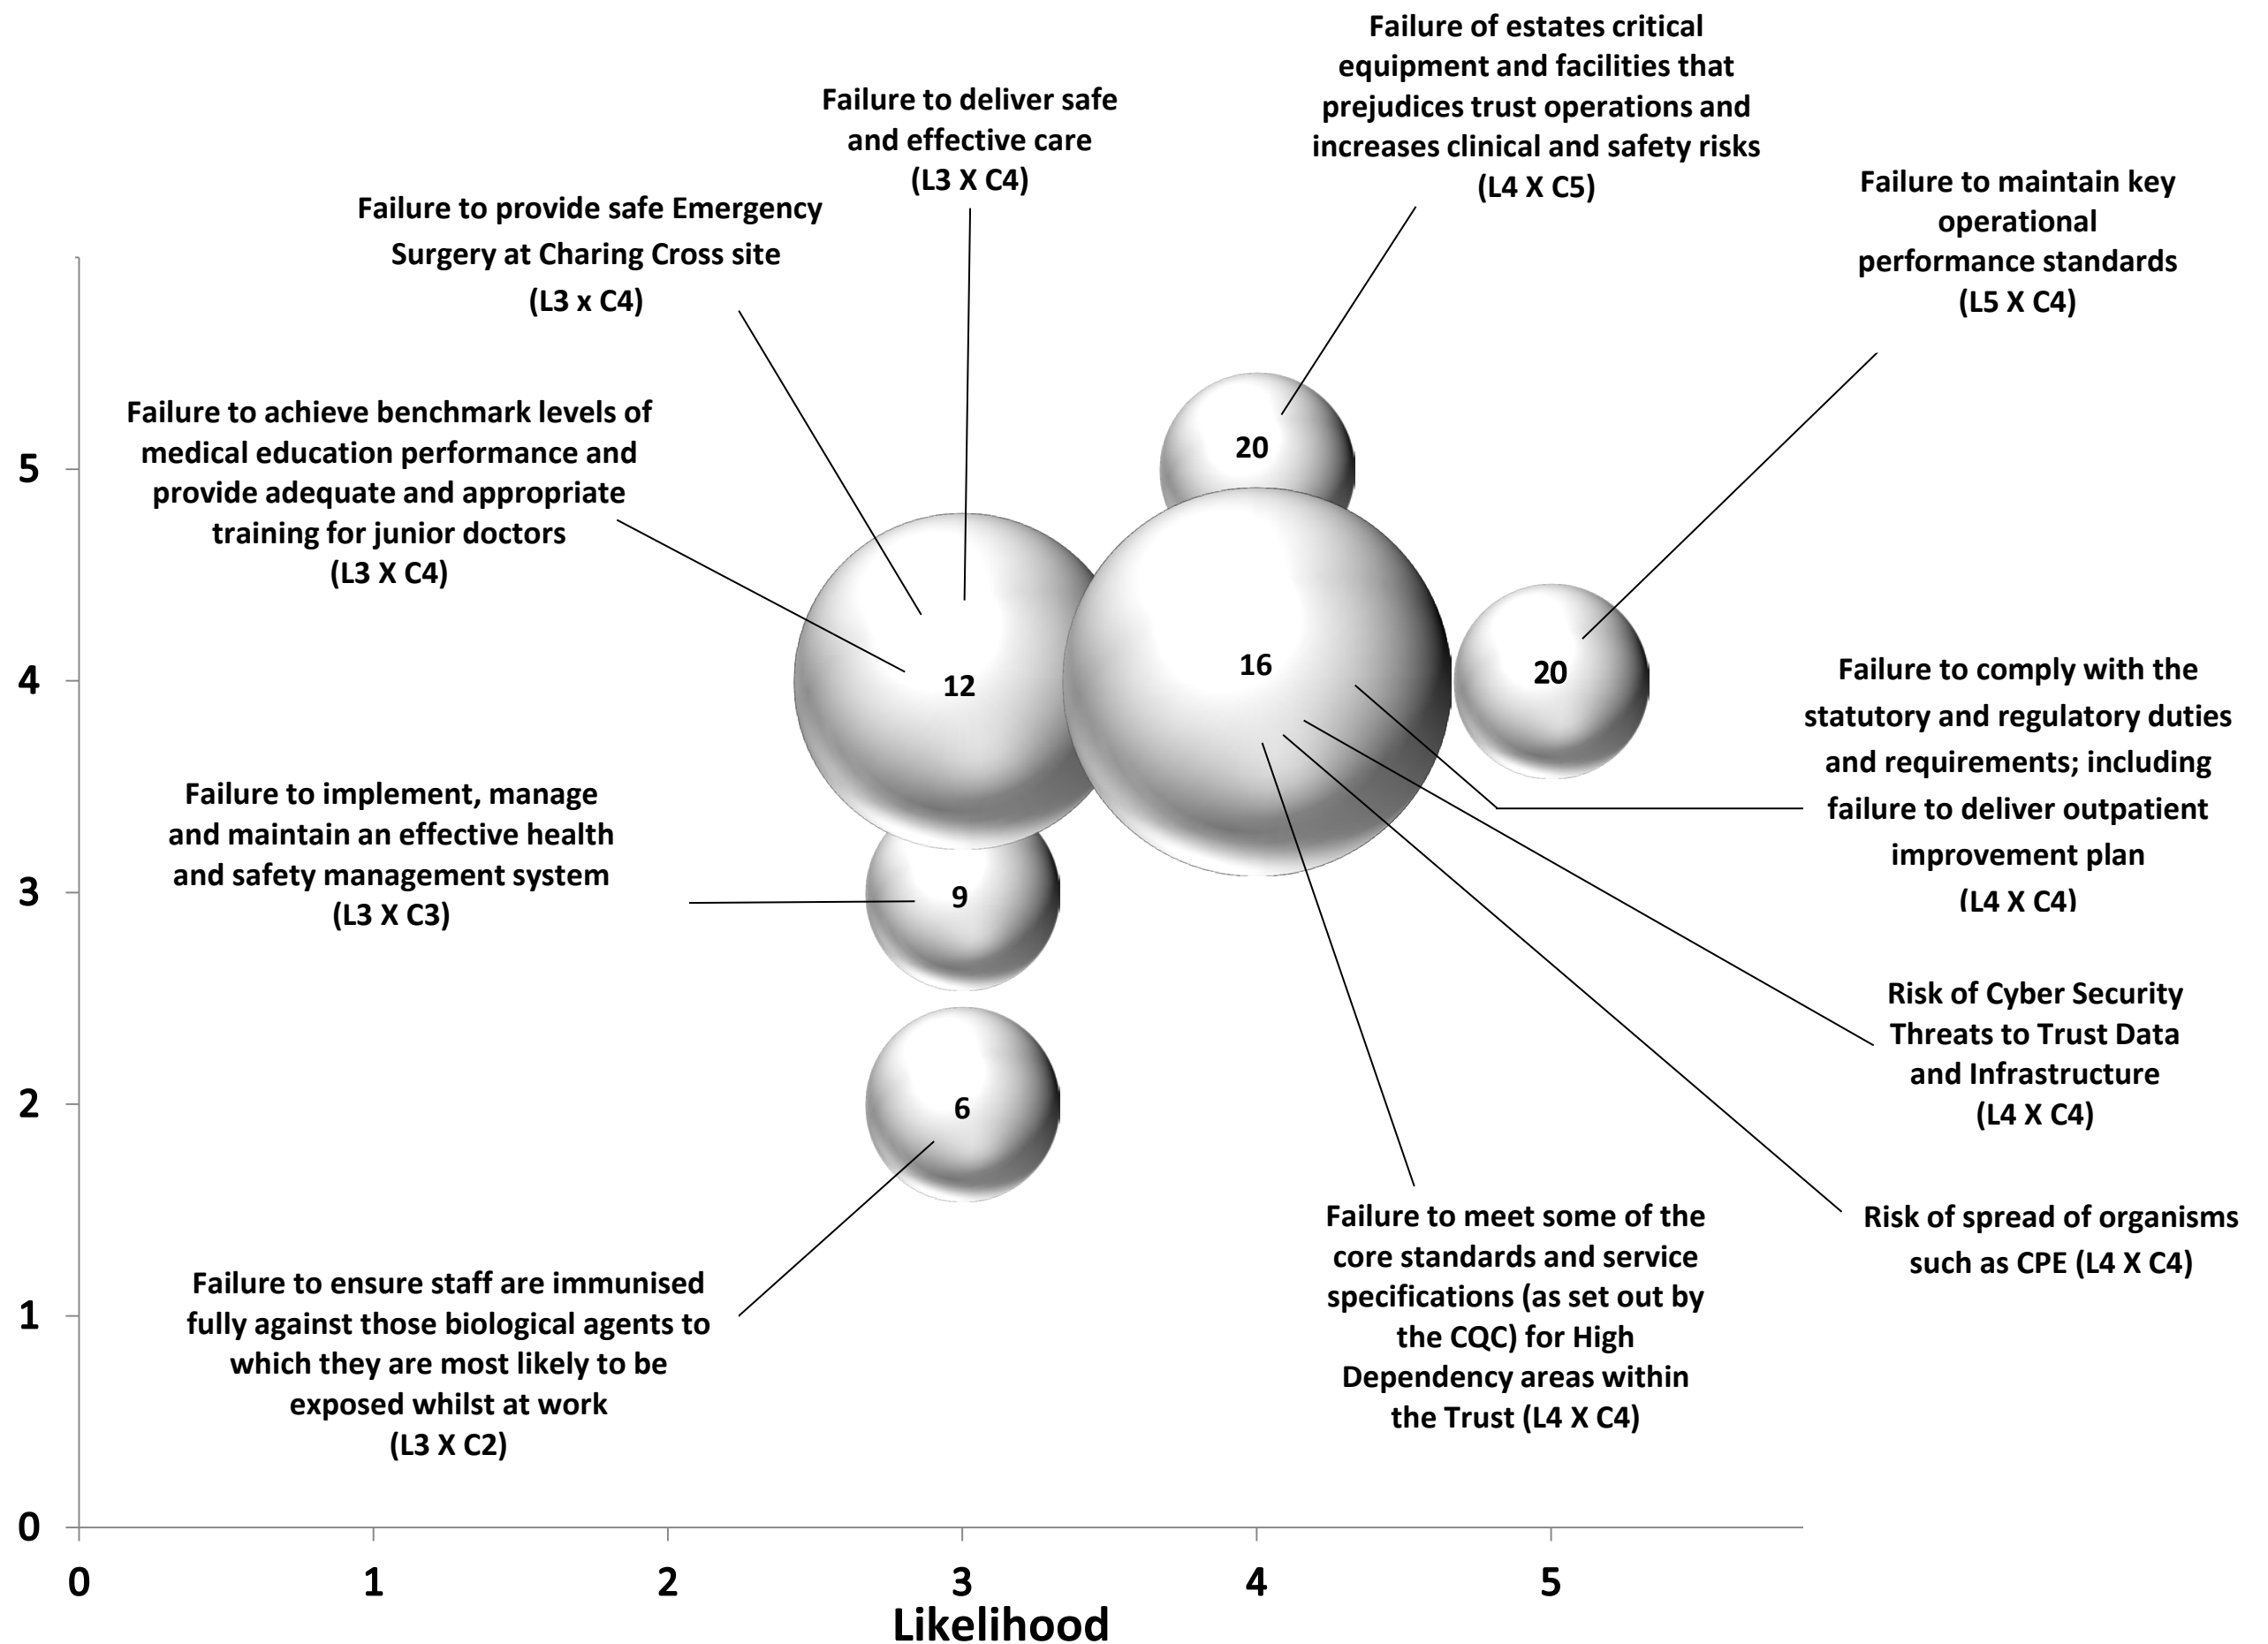 Failure of estates critical
equipment and facilities that
prejudices trust operations and
increases clinical and safety risks
(L4 X C5)
Failure to deliver safe
and effective care
(L3 X C4)
Failure to maintain key
operational
performance standards
(L5 X C4)
Failure to provide safe Emergency
Surgery at Charing Cross site
(L3 x C4)
Failure to achieve benchmark levels of
medical education performance and
provide adequate and appropriate
training for junior doctors
(L3 X C4)
20
5
16
20
12
4
Failure to comply with the
statutory and regulatory duties
and requirements; including
failure to deliver outpatient
improvement plan
(L4 X C4)
Failure to implement, manage
and maintain an effective health
and safety management system
(L3 X C3)
9
3
Risk of Cyber Security
Threats to Trust Data
and Infrastructure
(L4 X C4)
6
2
Risk of spread of organisms
such as CPE (L4 X C4)
Failure to meet some of the
core standards and service
specifications (as set out by
the CQC) for High
Dependency areas within
the Trust (L4 X C4)
Failure to ensure staff are immunised
fully against those biological agents to
which they are most likely to be
exposed whilst at work
(L3 X C2)
1
0
0 1 2 3 4 5
Likelihood